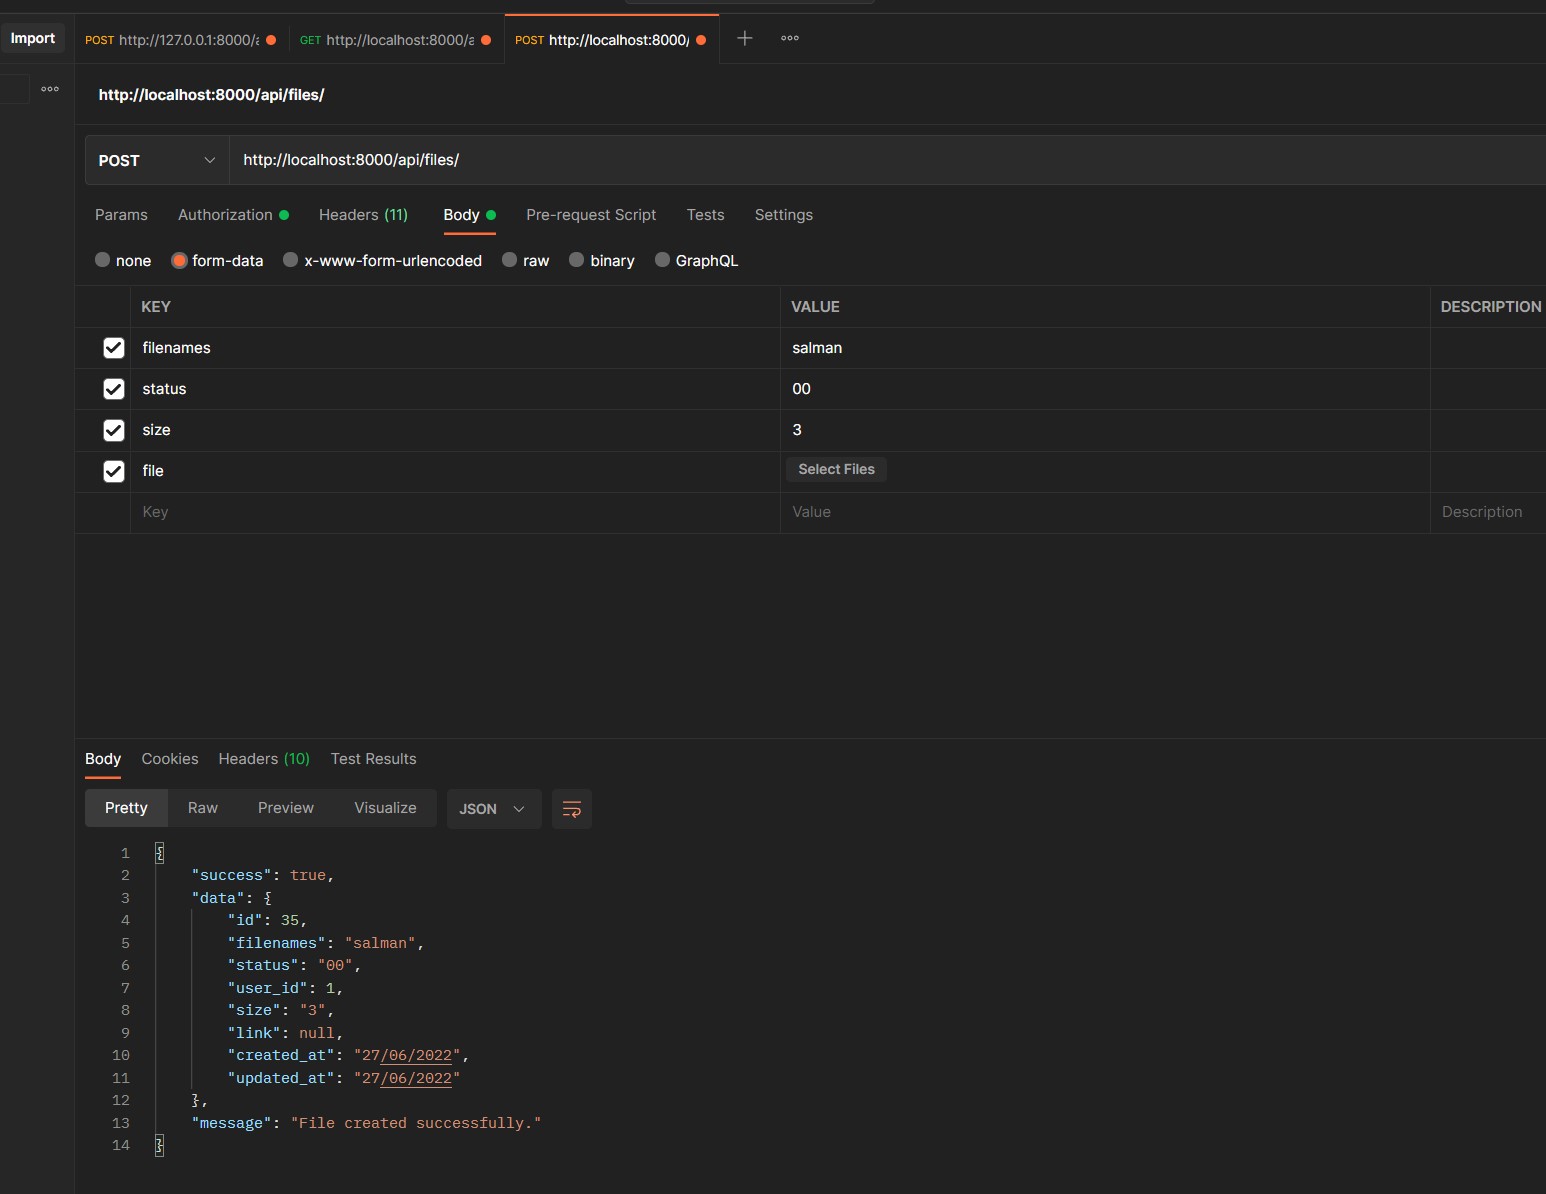 Import
POST http://127.0.0.1:8000/a
GET http://localhost:8000/a
POST http://localhost:8000/
http://localhost:8000/api/files/
POST http://localhost:8000/api/files/
Params Authorization Headers (11) Body Pre-request Script Tests Settings
none form-data x-www-form-urlencoded raw binary GraphQL
KEY VALUE DESCRIPTION
filenames salman
status 00
size 3
file Select Files
Key Value Description
Body Cookies Headers (10) Test Results
Pretty Raw Preview Visualize JSON
1 {
2 "success": true,
3 "data": {
4 "id": 35,
5 "filenames": "salman",
6 "status": "00",
7 "user_id": 1,
8 "size": "3",
9 "link": null,
10 "created_at": "27/06/2022",
11 "updated_at": "27/06/2022"
12 },
13 "message": "File created successfully."
14 }